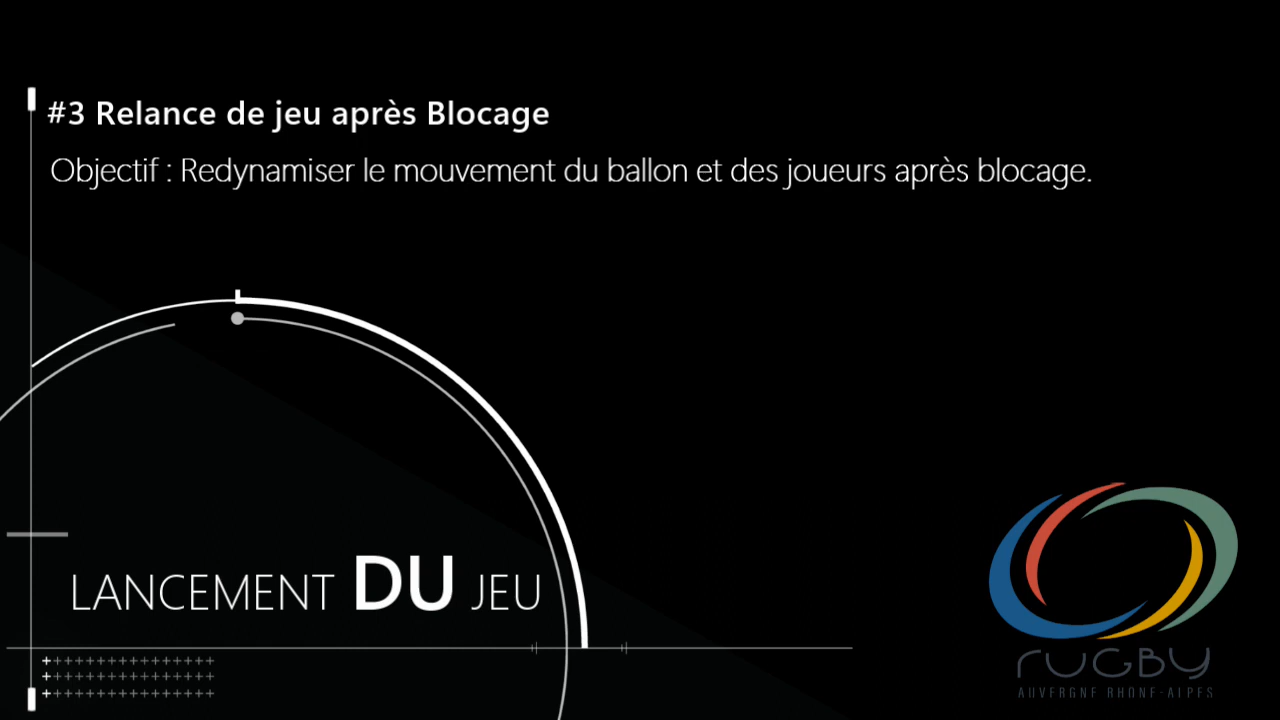 #3 Relance de jeu après Blocage
Objectif : Redynamiser le mouvement du ballon et des joueurs après blocage.
LANCEMENT DU JEU
RUGBY
AUVERGNE RHÔNE-ALPES